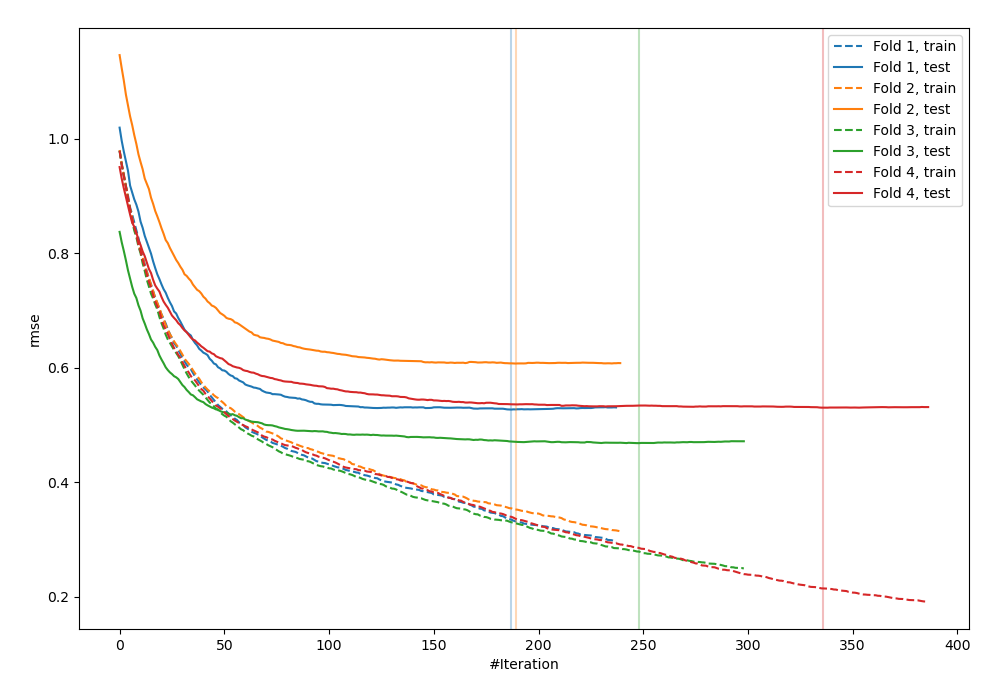 Fold 1, train
Fold 1, test
Fold 2, train
Fold 2, test
Fold 3, train
Fold 3, test
Fold 4, train
Fold 4, test
rmse
1.0
0.8
0.6
0.4
0.2
0 50 100 150 200 250 300 350 400
#Iteration